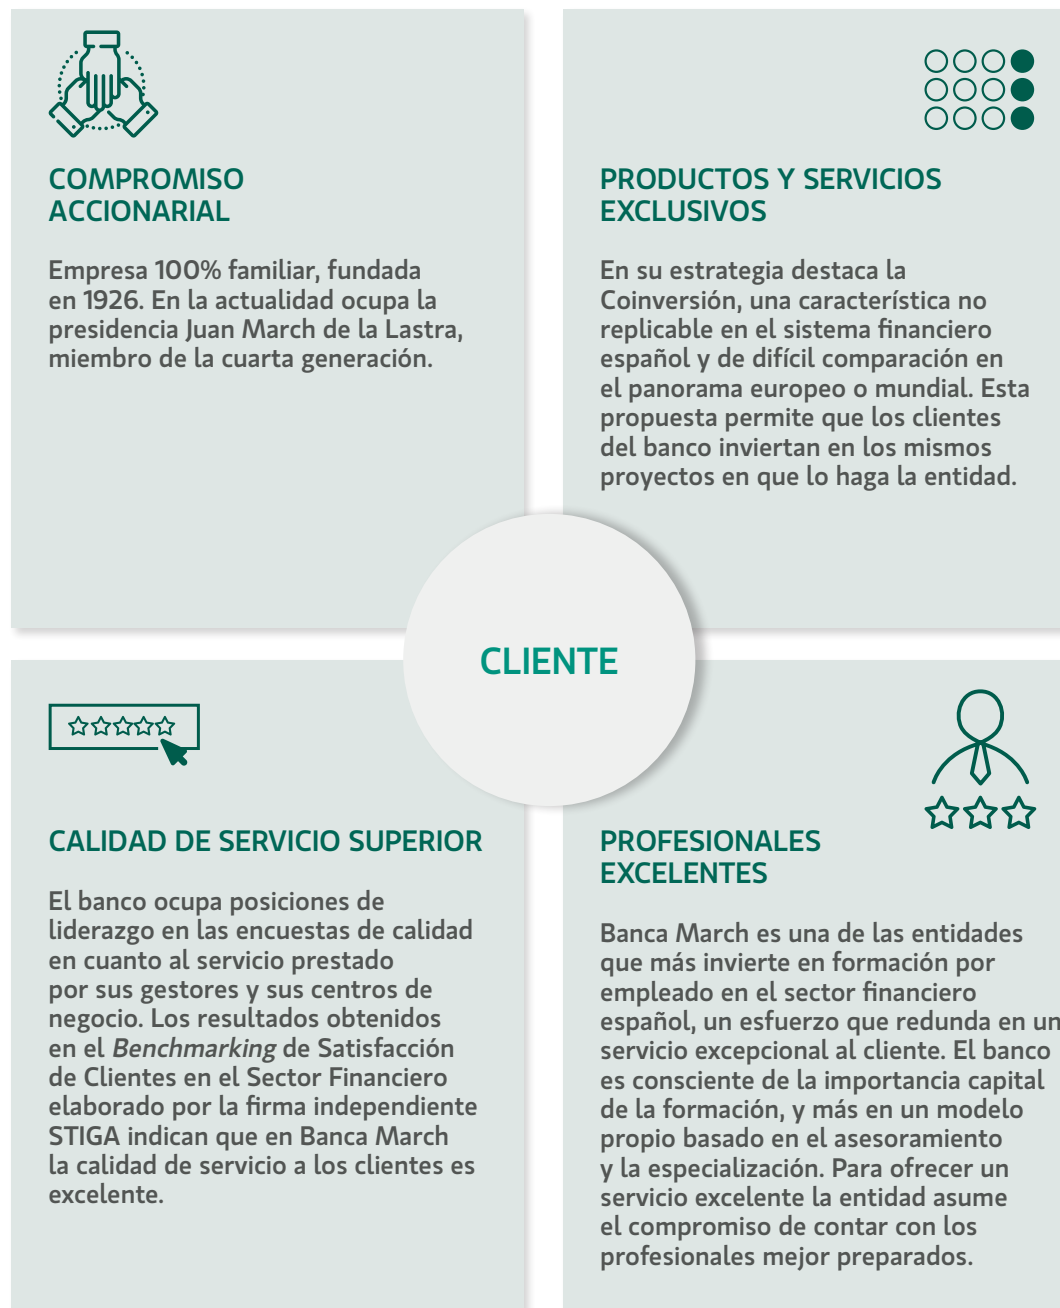 COMPROMISO
ACCIONARIAL
Empresa 100% familiar, fundada
en 1926. En la actualidad ocupa la
presidencia Juan March de la Lastra,
miembro de la cuarta generación.
PRODUCTOS Y SERVICIOS
EXCLUSIVOS
En su estrategia destaca la
Coinversión, una característica no
replicable en el sistema financiero
español y de difícil comparación en
el panorama europeo o mundial. Esta
propuesta permite que los clientes
del banco inviertan en los mismos
proyectos en que lo haga la entidad.
CLIENTE
CALIDAD DE SERVICIO SUPERIOR
El banco ocupa posiciones de
liderazgo en las encuestas de calidad
en cuanto al servicio prestado
por sus gestores y sus centros de
negocio. Los resultados obtenidos
en el Benchmarking de Satisfacción
de Clientes en el Sector Financiero
elaborado por la firma independiente
STIGA indican que en Banca March
la calidad de servicio a los clientes es
excelente.
PROFESIONALES
EXCELENTES
Banca March es una de las entidades
que más invierte en formación por
empleado en el sector financiero
español, un esfuerzo que redunda en un
servicio excepcional al cliente. El banco
es consciente de la importancia capital
de la formación, y más en un modelo
propio basado en el asesoramiento
y la especialización. Para ofrecer un
servicio excelente la entidad asume
el compromiso de contar con los
profesionales mejor preparados.